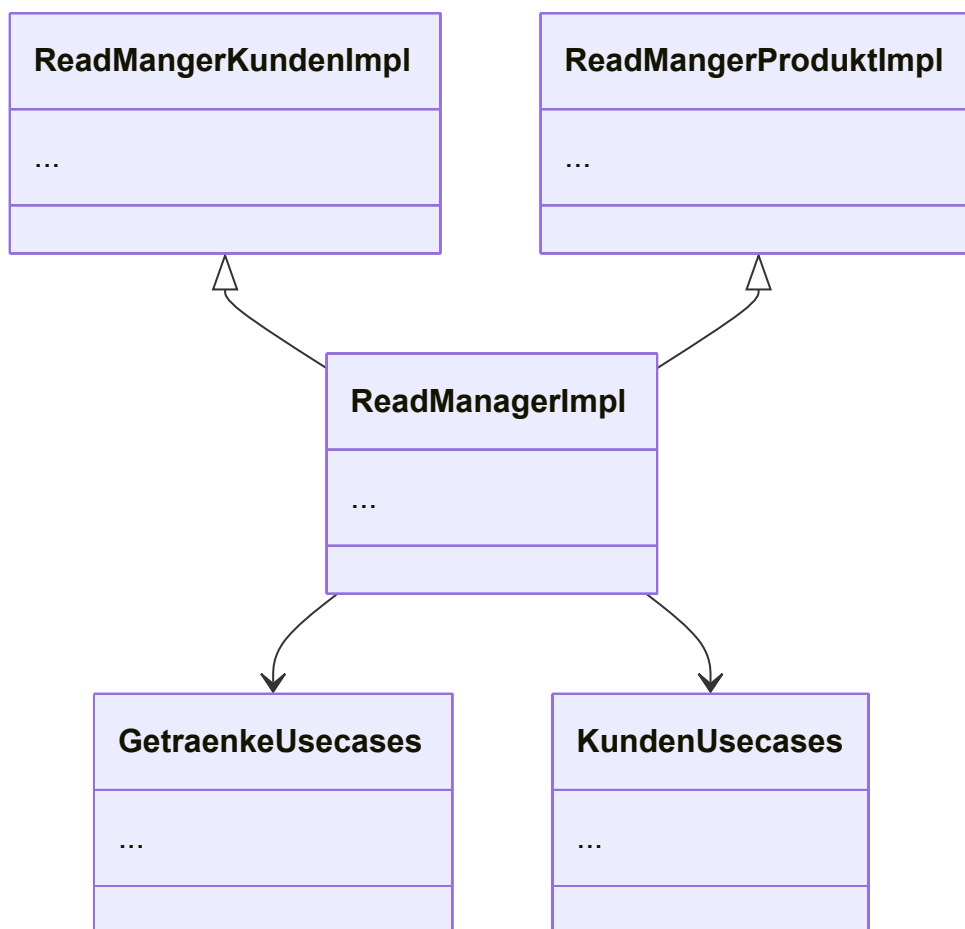 ReadMangerKundenImpl
ReadMangerProduktImpl
...
...
ReadManagerImpl
...
GetraenkeUsecases
KundenUsecases
...
...